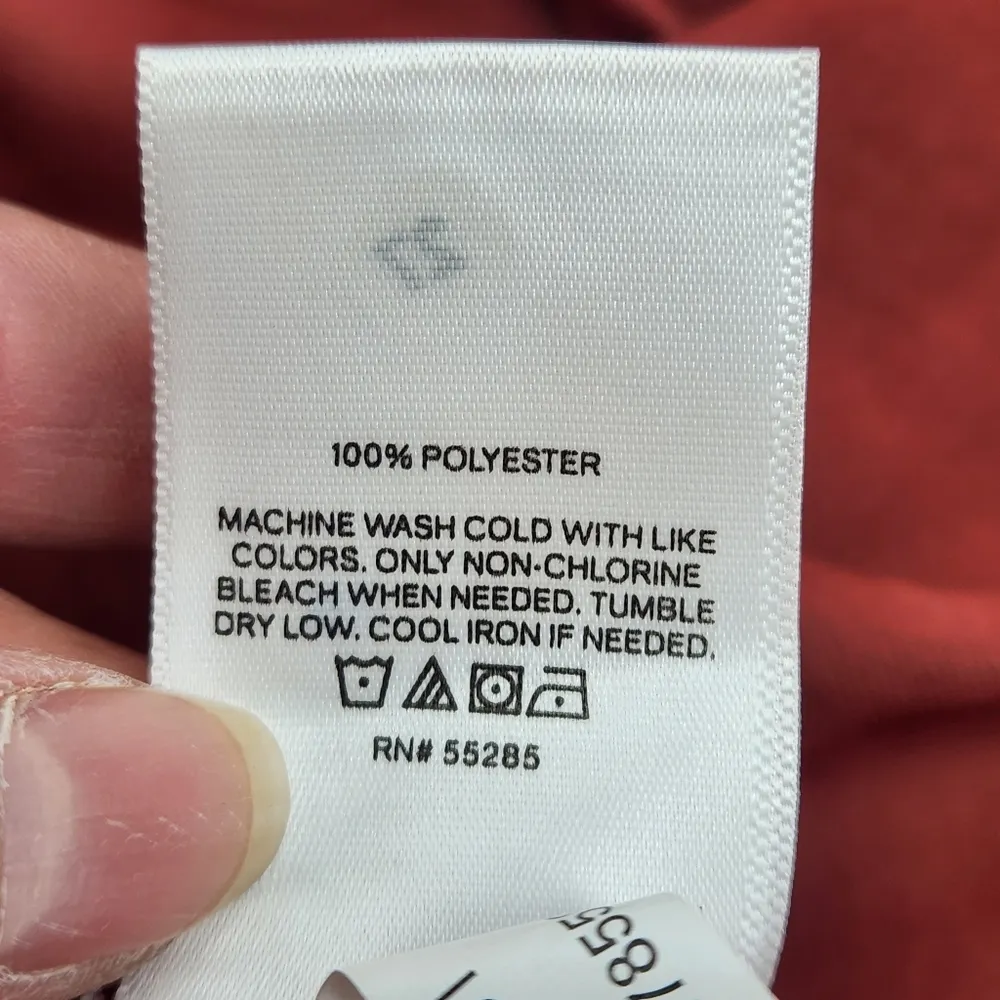 100% POLYESTER
MACHINE WASH COLD WITH LIKE
COLORS. ONLY NON-CHLORINE
BLEACH WHEN NEEDED. TUMBLE
DRY LOW. COOL IRON IF NEEDED.
RN# 55285